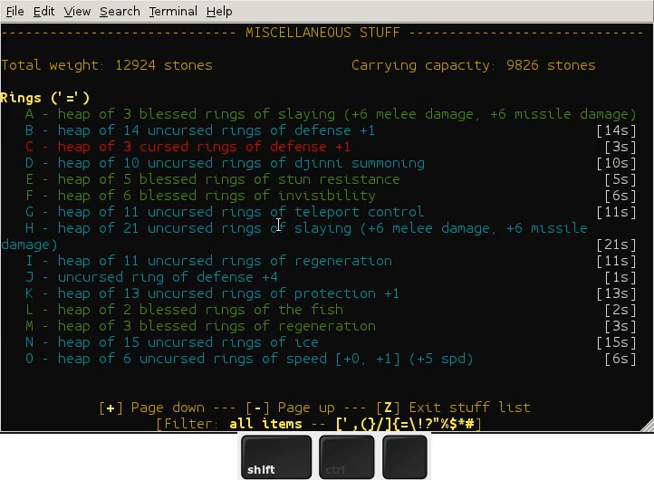 File Edit View Search Terminal Help
---------------------------- MISCELLANEOUS STUFF ----------------------------
Total weight: 12924 stones Carrying capacity: 9826 stones
Rings ('=')
A - heap of 3 blessed rings of slaying (+6 melee damage, +6 missile damage)
B - heap of 14 uncursed rings of defense +1 [14s]
C - heap of 3 cursed rings of defense +1 [3s]
D - heap of 10 uncursed rings of djinni summoning [10s]
E - heap of 5 blessed rings of stun resistance [5s]
F - heap of 6 blessed rings of invisibility [6s]
G - heap of 11 uncursed rings of teleport control [11s]
H - heap of 21 uncursed rings of slaying (+6 melee damage, +6 missile
damage) [21s]
I - heap of 11 uncursed rings of regeneration [11s]
J - uncursed ring of defense +4 [1s]
K - heap of 13 uncursed rings of protection +1 [13s]
L - heap of 2 blessed rings of the fish [2s]
M - heap of 3 blessed rings of regeneration [3s]
N - heap of 15 uncursed rings of ice [15s]
O - heap of 6 uncursed rings of speed [+0, +1] (+5 spd) [6s]
[+] Page down --- [-] Page up --- [Z] Exit stuff list
[Filter: all items -- [',(}/]{=\!?"%$*#]
shift ctrl